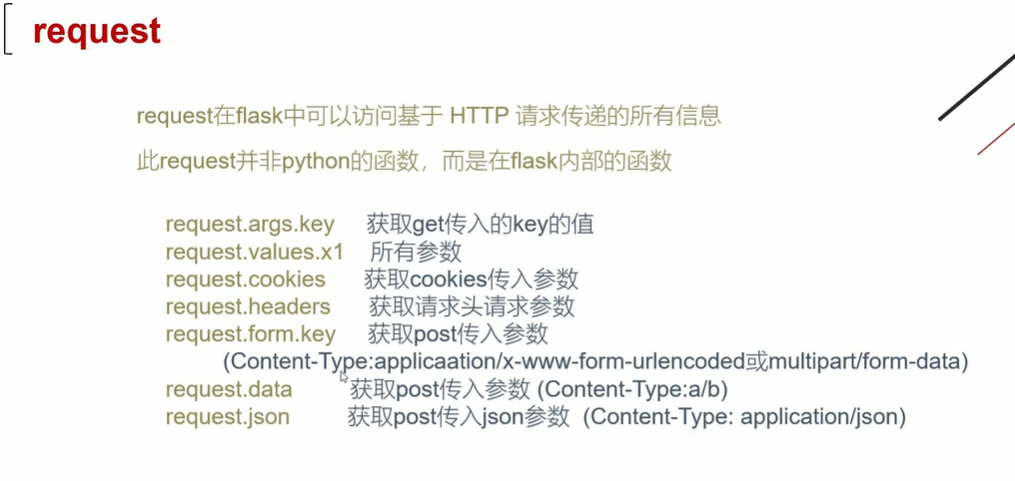 request
request在flask中可以访问基于 HTTP 请求传递的所有信息
此request并非python的函数，而是在flask内部的函数
request.args.key 获取get传入的key的值
request.values.x1 所有参数
request.cookies 获取cookies传入参数
request.headers 获取请求头请求参数
request.form.key 获取post传入参数
(Content-Type:applicaation/x-www-form-urlencoded或multipart/form-data)
request.data 获取post传入参数 (Content-Type:a/b)
request.json 获取post传入json参数 (Content-Type: application/json)